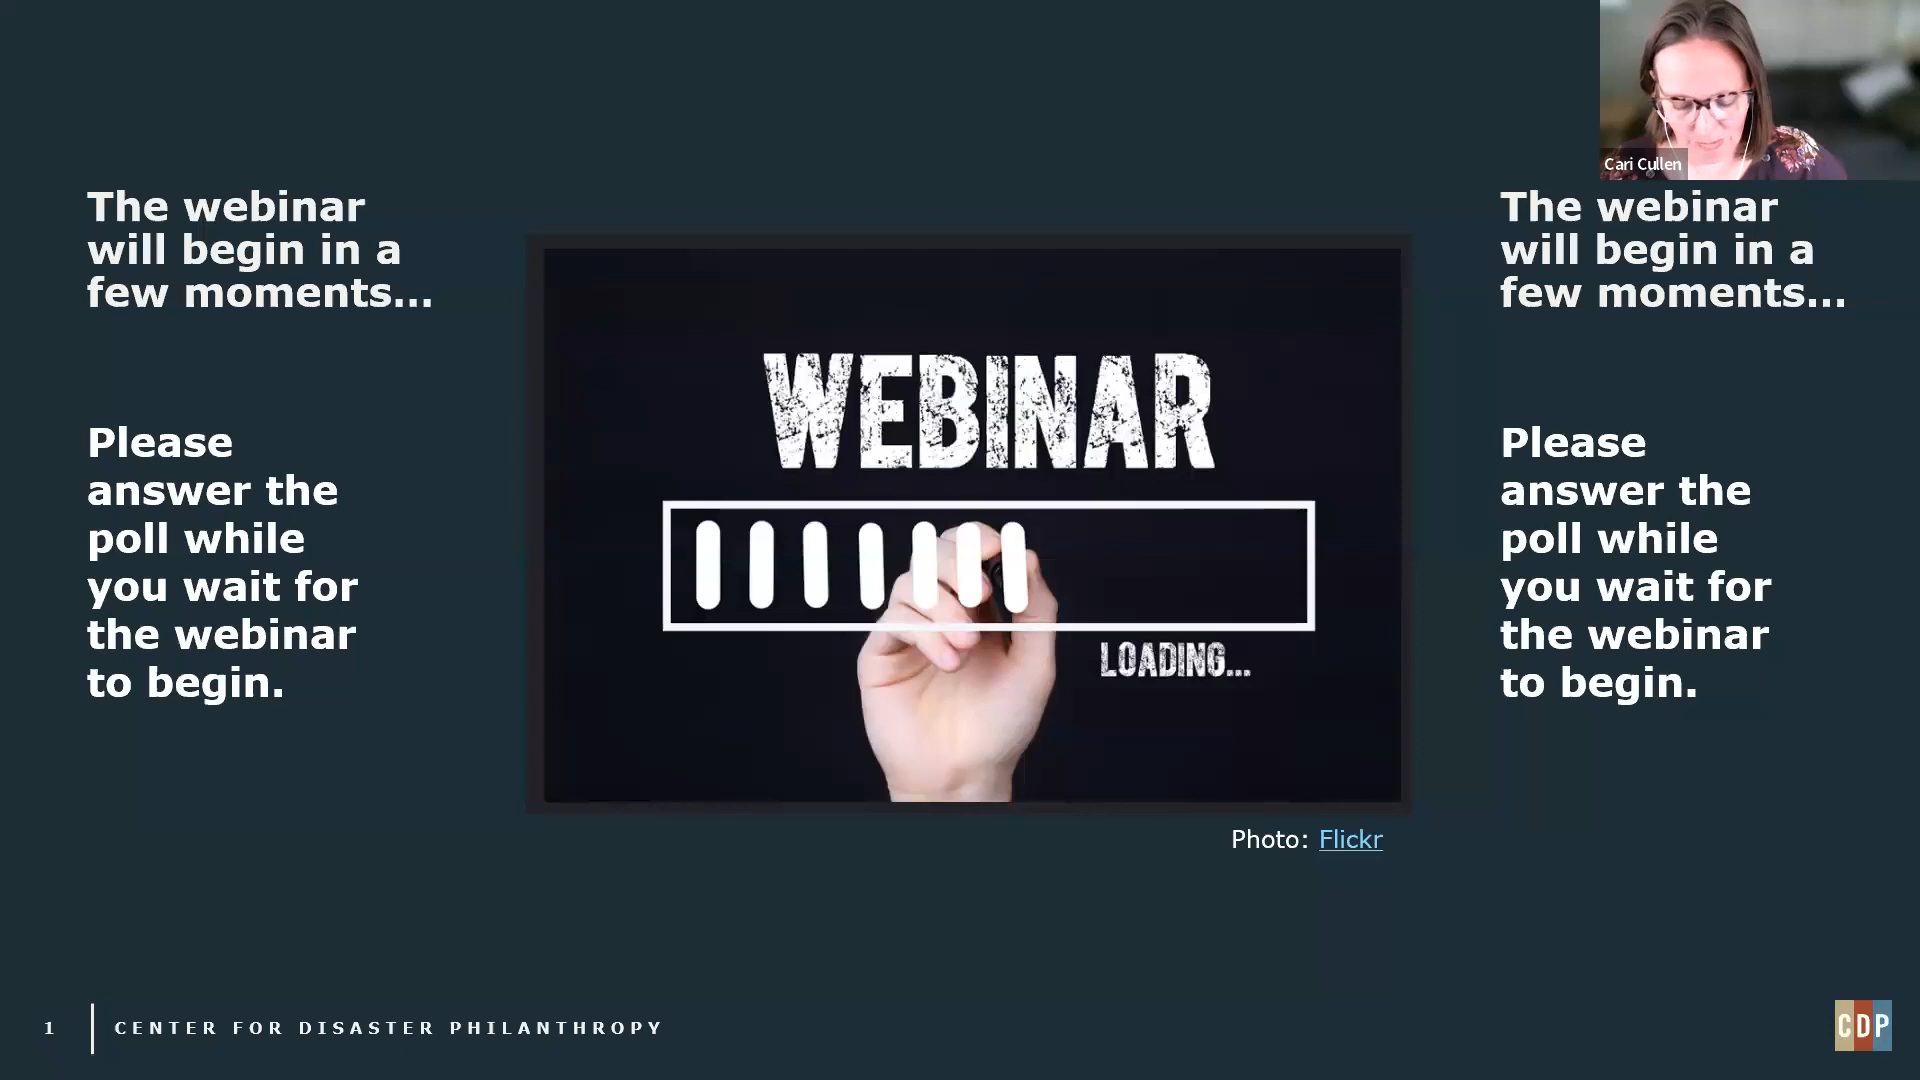 Cari Cullen
The webinar
will begin in a
few moments...
Please
answer the
poll while
you wait for
the webinar
to begin.
WEBINAR
LOADING...
Photo: Flickr
The webinar
will begin in a
few moments...
Please
answer the
poll while
you wait for
the webinar
to begin.
1
CENTER FOR DISASTER PHILANTHROPY
CDP